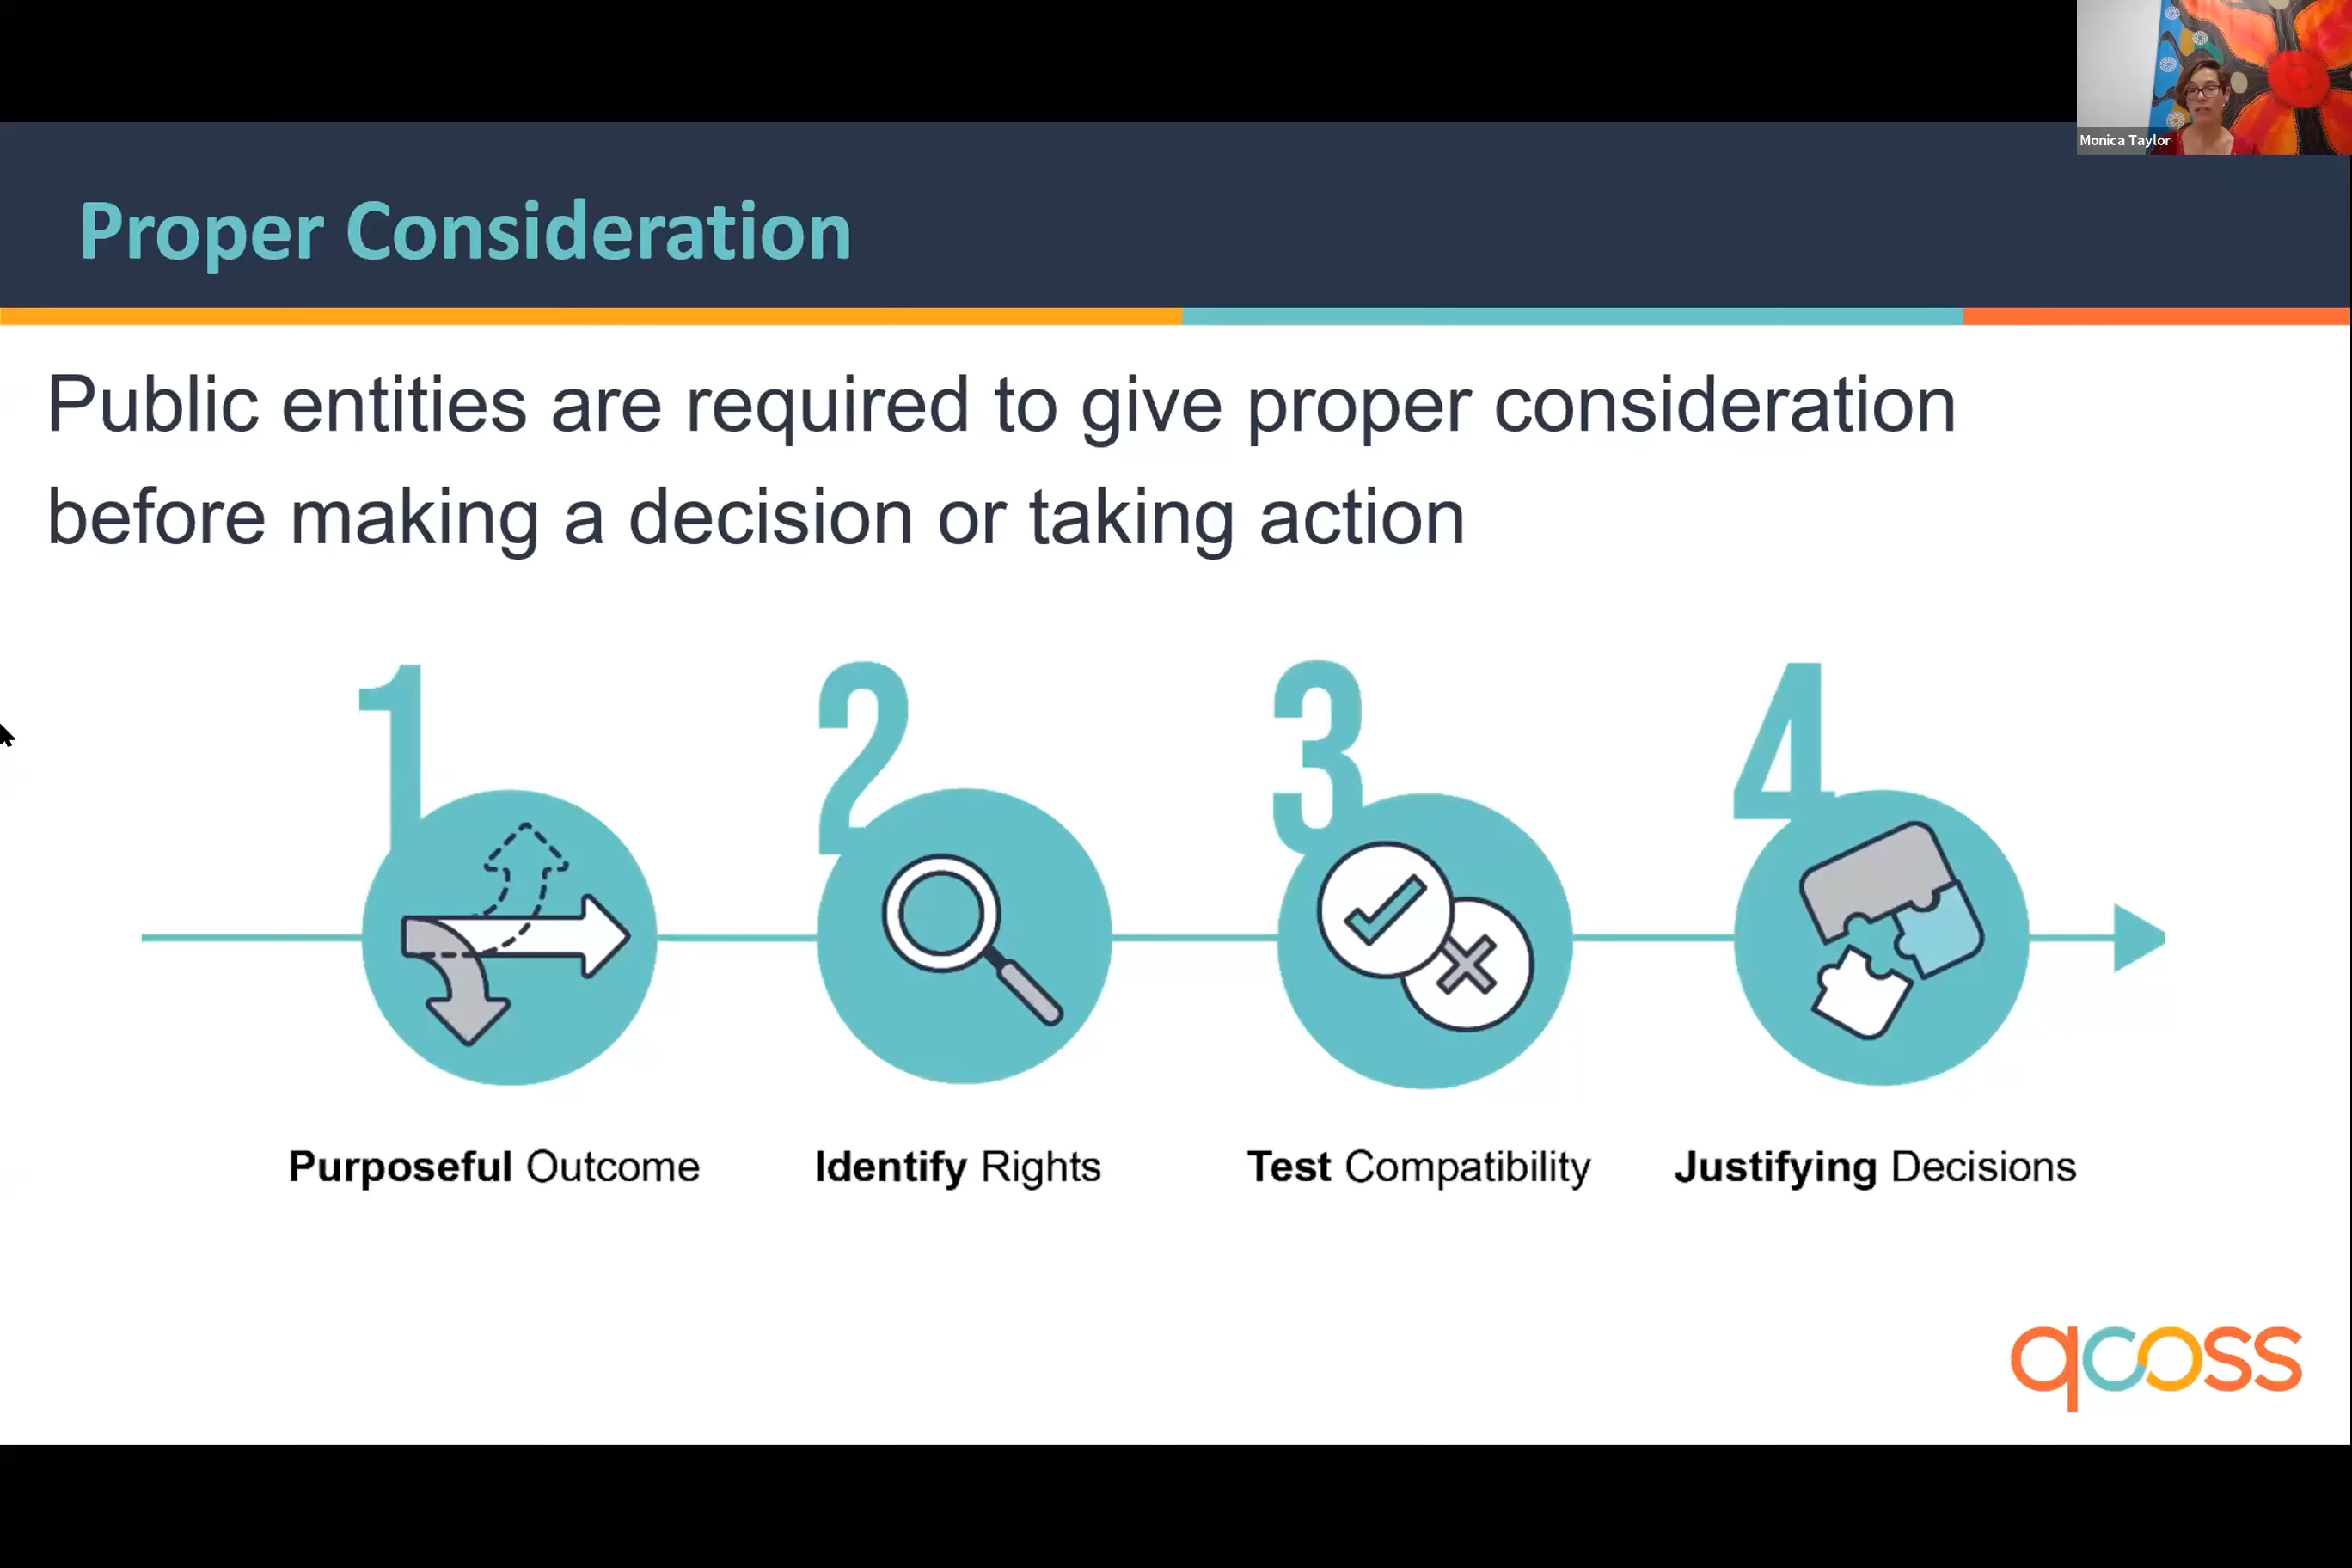 Monica Taylor
Proper Consideration
Public entities are required to give proper consideration
before making a decision or taking action
1 2 3 4
Purposeful Outcome Identify Rights Test Compatibility Justifying Decisions
qcoss